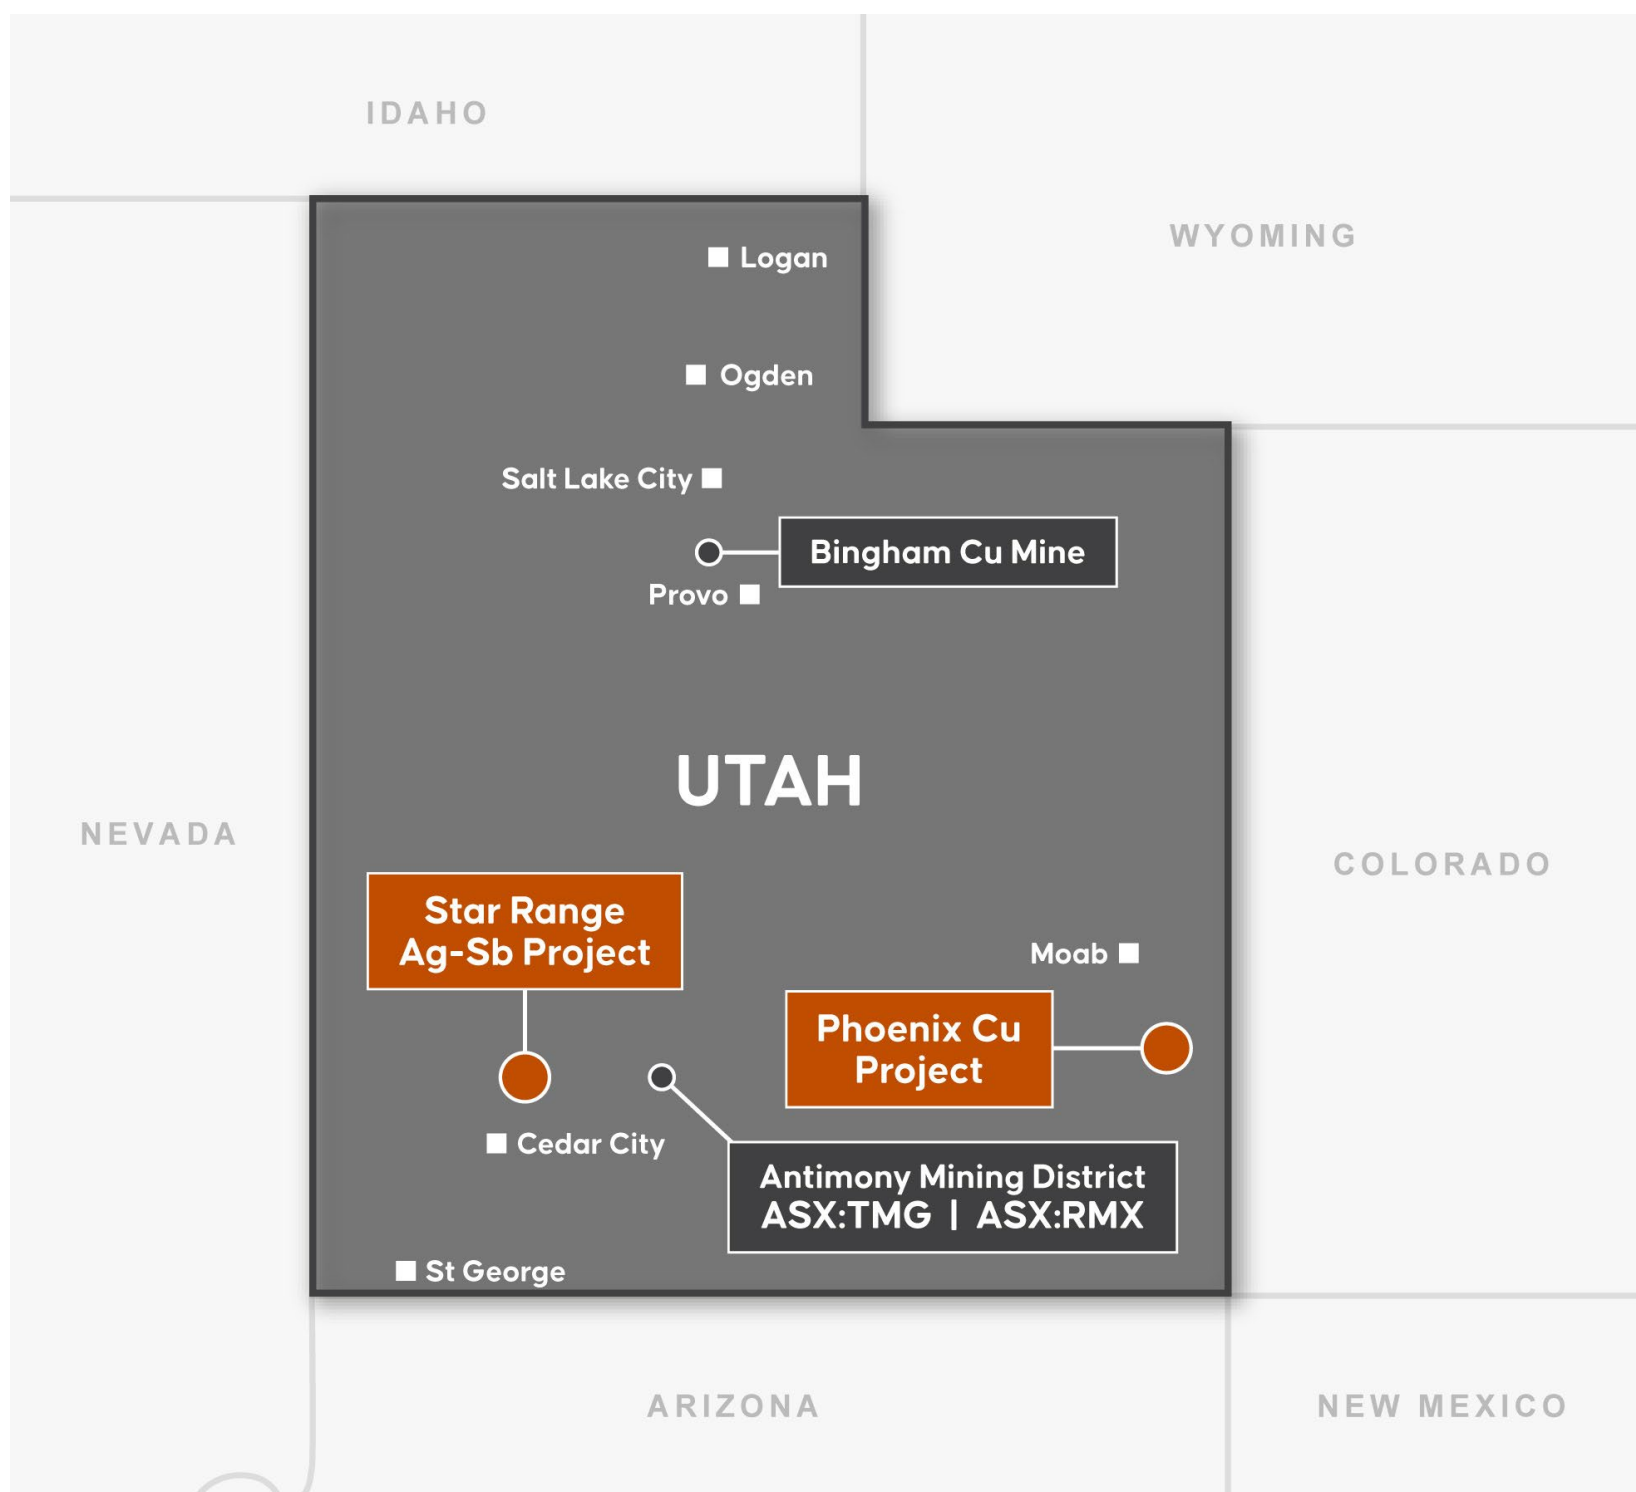 IDAHO
WYOMING
Logan
Ogden
Salt Lake City
Bingham Cu Mine
Provo
UTAH
NEVADA
COLORADO
Star Range
Ag-Sb Project
Moab
Phoenix Cu
Project
Cedar City
Antimony Mining District
ASX:TMG | ASX:RMX
St George
ARIZONA
NEW MEXICO